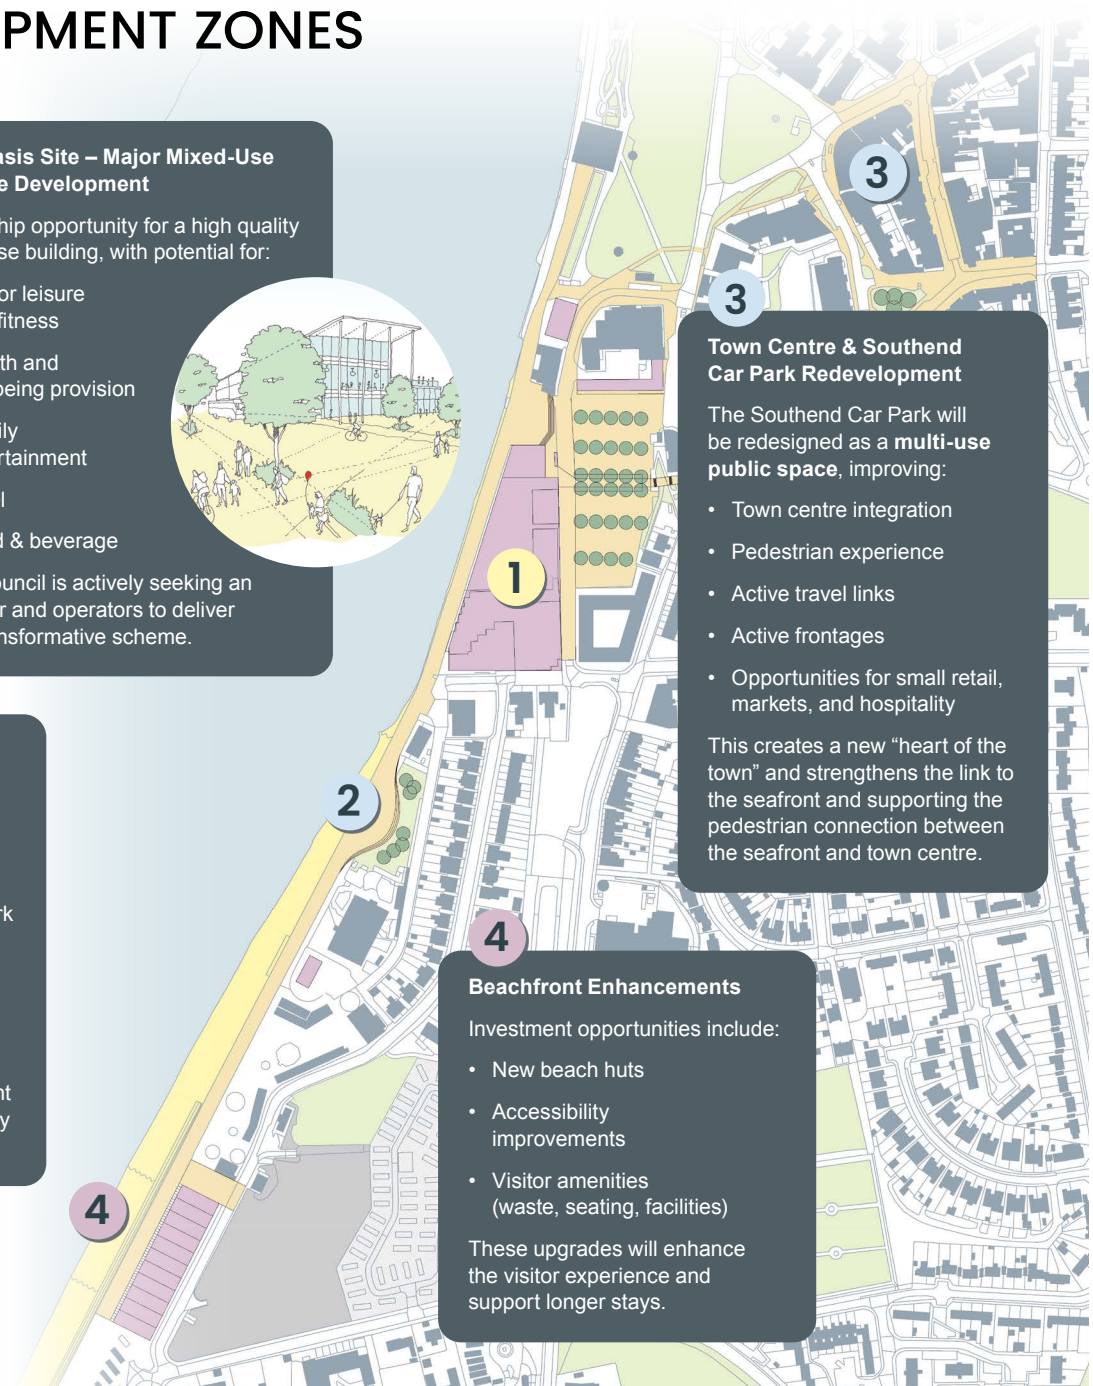 PMENT ZONES
asis Site – Major Mixed-Use
e Development
hip opportunity for a high quality
se building, with potential for:
or leisure
fitness
th and
being provision
ily
rtainment
l
d & beverage
ouncil is actively seeking an
r and operators to deliver
nsformative scheme.
3
3
Town Centre & Southend
Car Park Redevelopment
The Southend Car Park will
be redesigned as a multi-use
public space, improving:
• Town centre integration
• Pedestrian experience
• Active travel links
• Active frontages
• Opportunities for small retail,
markets, and hospitality
This creates a new “heart of the
town” and strengthens the link to
the seafront and supporting the
pedestrian connection between
the seafront and town centre.
1
2
rk
nt
y
4
Beachfront Enhancements
Investment opportunities include:
• New beach huts
• Accessibility
improvements
• Visitor amenities
(waste, seating, facilities)
These upgrades will enhance
the visitor experience and
support longer stays.
4